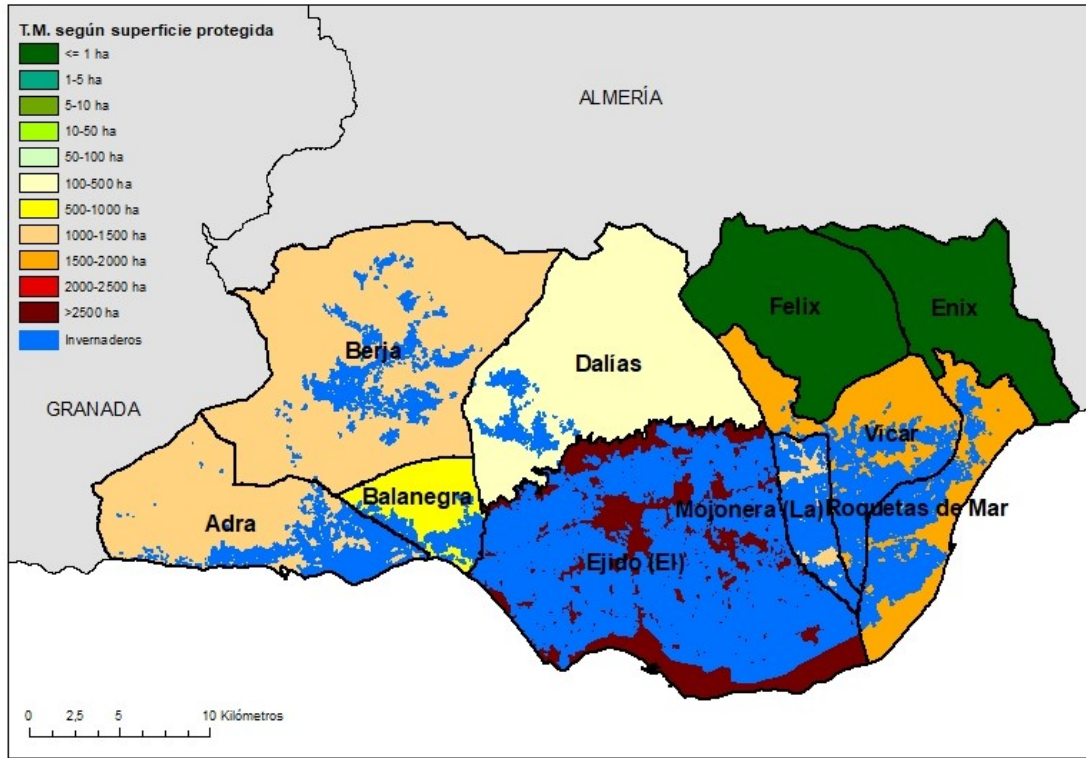 T.M. según superficie protegida
<= 1 ha
1-5 ha
5-10 ha
10-50 ha
50-100 ha
100-500 ha
500-1000 ha
1000-1500 ha
1500-2000 ha
2000-2500 ha
>2500 ha
Invernaderos
ALMERÍA
GRANADA
Felix
Enix
Berja
Dalías
Vícar
Balanegra
Adra
Mojonera (La)
Roquetas de Mar
Ejido (El)
0 2,5 5 10 Kilómetros